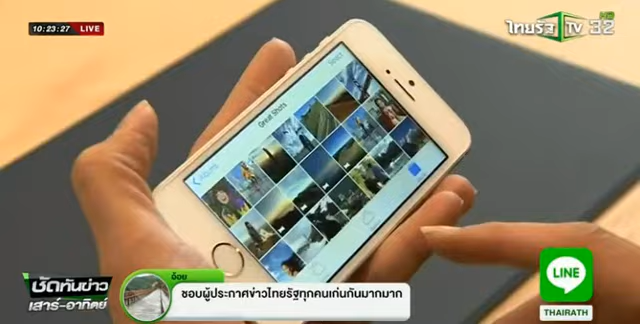 10:23:27 LIVE
ไทยรัฐ TV HD 32
Select
Great Shots
Albums
ชัดทันข่าว
เสาร์-อาทิตย์
อ้อย
ชอบผู้ประกาศข่าวไทยรัฐทุกคนเก่งกันมากมาก
LINE
THAIRATH